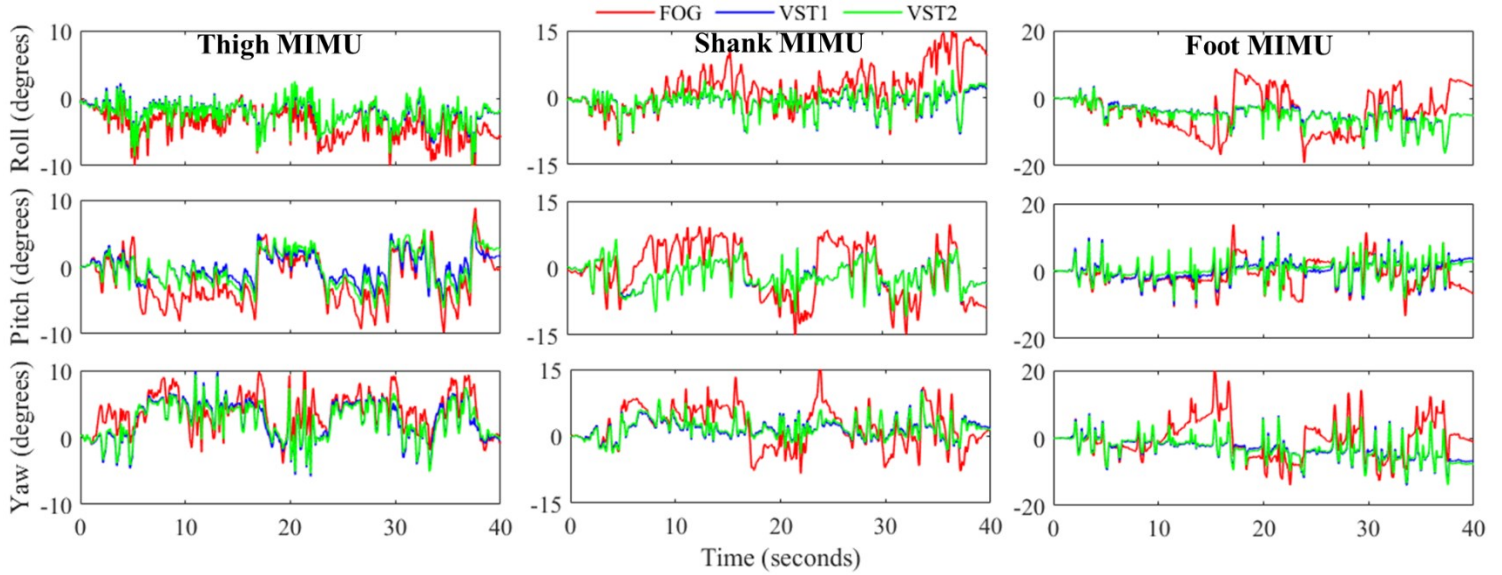 FOG VST1 VST2
Thigh MIMU Shank MIMU Foot MIMU
Roll (degrees)
10 15 20
0 0 0
-10 -15 -20
Pitch (degrees)
10 15 20
0 0 0
-10 -15 -20
Yaw (degrees)
10 15 20
0 0 0
10 -15 -20
0 10 20 30 40 0 10 20 30 40 0 10 20 30 40
Time (seconds)